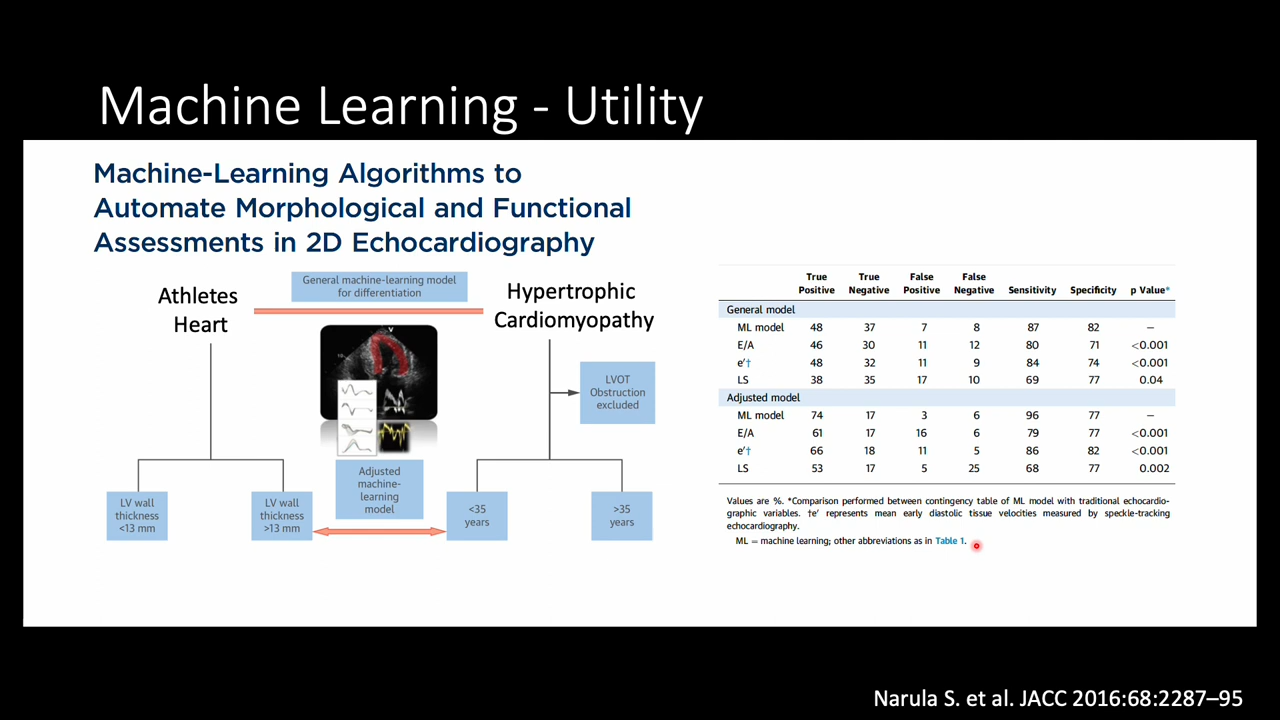 Machine Learning - Utility
Machine-Learning Algorithms to
Automate Morphological and Functional
Assessments in 2D Echocardiography
General machine-learning model
for differentiation
Athletes
Heart
Hypertrophic
Cardiomyopathy
V
LVOT
Obstruction
excluded
Adjusted
machine-
learning
model
LV wall
thickness
<13 mm
LV wall
thickness
>13 mm
<35
years
>35
years
True Positive True Negative False Positive False Negative Sensitivity Specificity p Value*
General model
ML model 48 37 7 8 87 82 –
E/A 46 30 11 12 80 71 <0.001
e′† 48 32 11 9 84 74 <0.001
LS 38 35 17 10 69 77 0.04
Adjusted model
ML model 74 17 3 6 96 77 –
E/A 61 17 16 6 79 77 <0.001
e′† 66 18 11 5 86 82 <0.001
LS 53 17 5 25 68 77 0.002
Values are %. *Comparison performed between contingency table of ML model with traditional echocardio-
graphic variables. †e′ represents mean early diastolic tissue velocities measured by speckle-tracking
echocardiography.
ML = machine learning; other abbreviations as in Table 1.
Narula S. et al. JACC 2016:68:2287–95